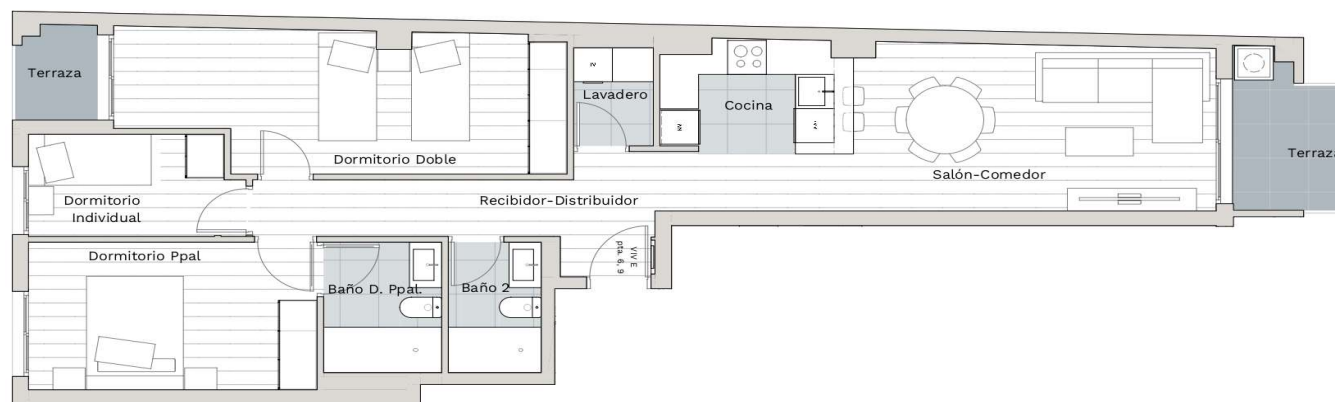 Terraza
Lavadero
Cocina
Dormitorio Doble
Terraza
Salón-Comedor
Dormitorio
Individual
Recibidor-Distribuidor
Dormitorio Ppal
VIV E
pta. 6, 9
Baño D. Ppal.
Baño 2